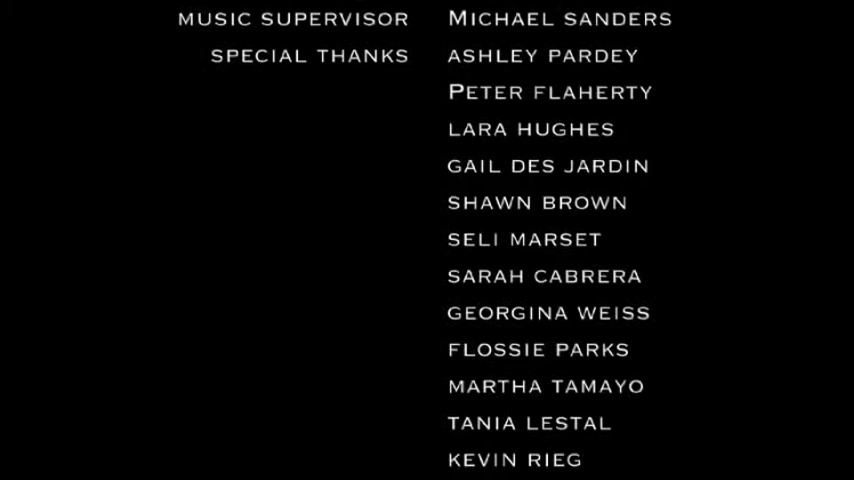 MUSIC SUPERVISOR MICHAEL SANDERS
SPECIAL THANKS ASHLEY PARDEY
PETER FLAHERTY
LARA HUGHES
GAIL DES JARDIN
SHAWN BROWN
SELI MARSET
SARAH CABRERA
GEORGINA WEISS
FLOSSIE PARKS
MARTHA TAMAYO
TANIA LESTAL
KEVIN RIEG